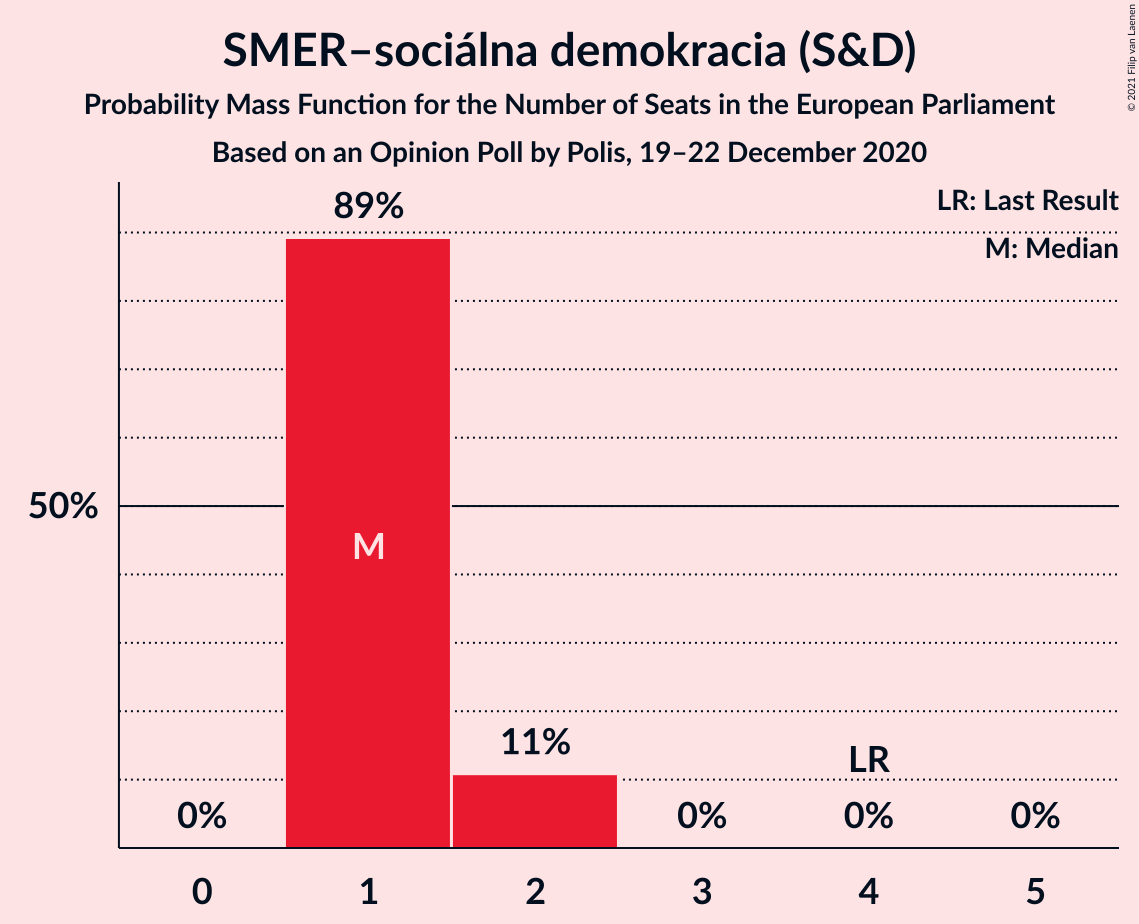 SMER–sociálna demokracia (S&D)
Probability Mass Function for the Number of Seats in the European Parliament
Based on an Opinion Poll by Polis, 19–22 December 2020
© 2021 Filip van Laenen
LR: Last Result
M: Median
89%
50%
M
11%
LR
0%
0%
0%
0%
0 1 2 3 4 5